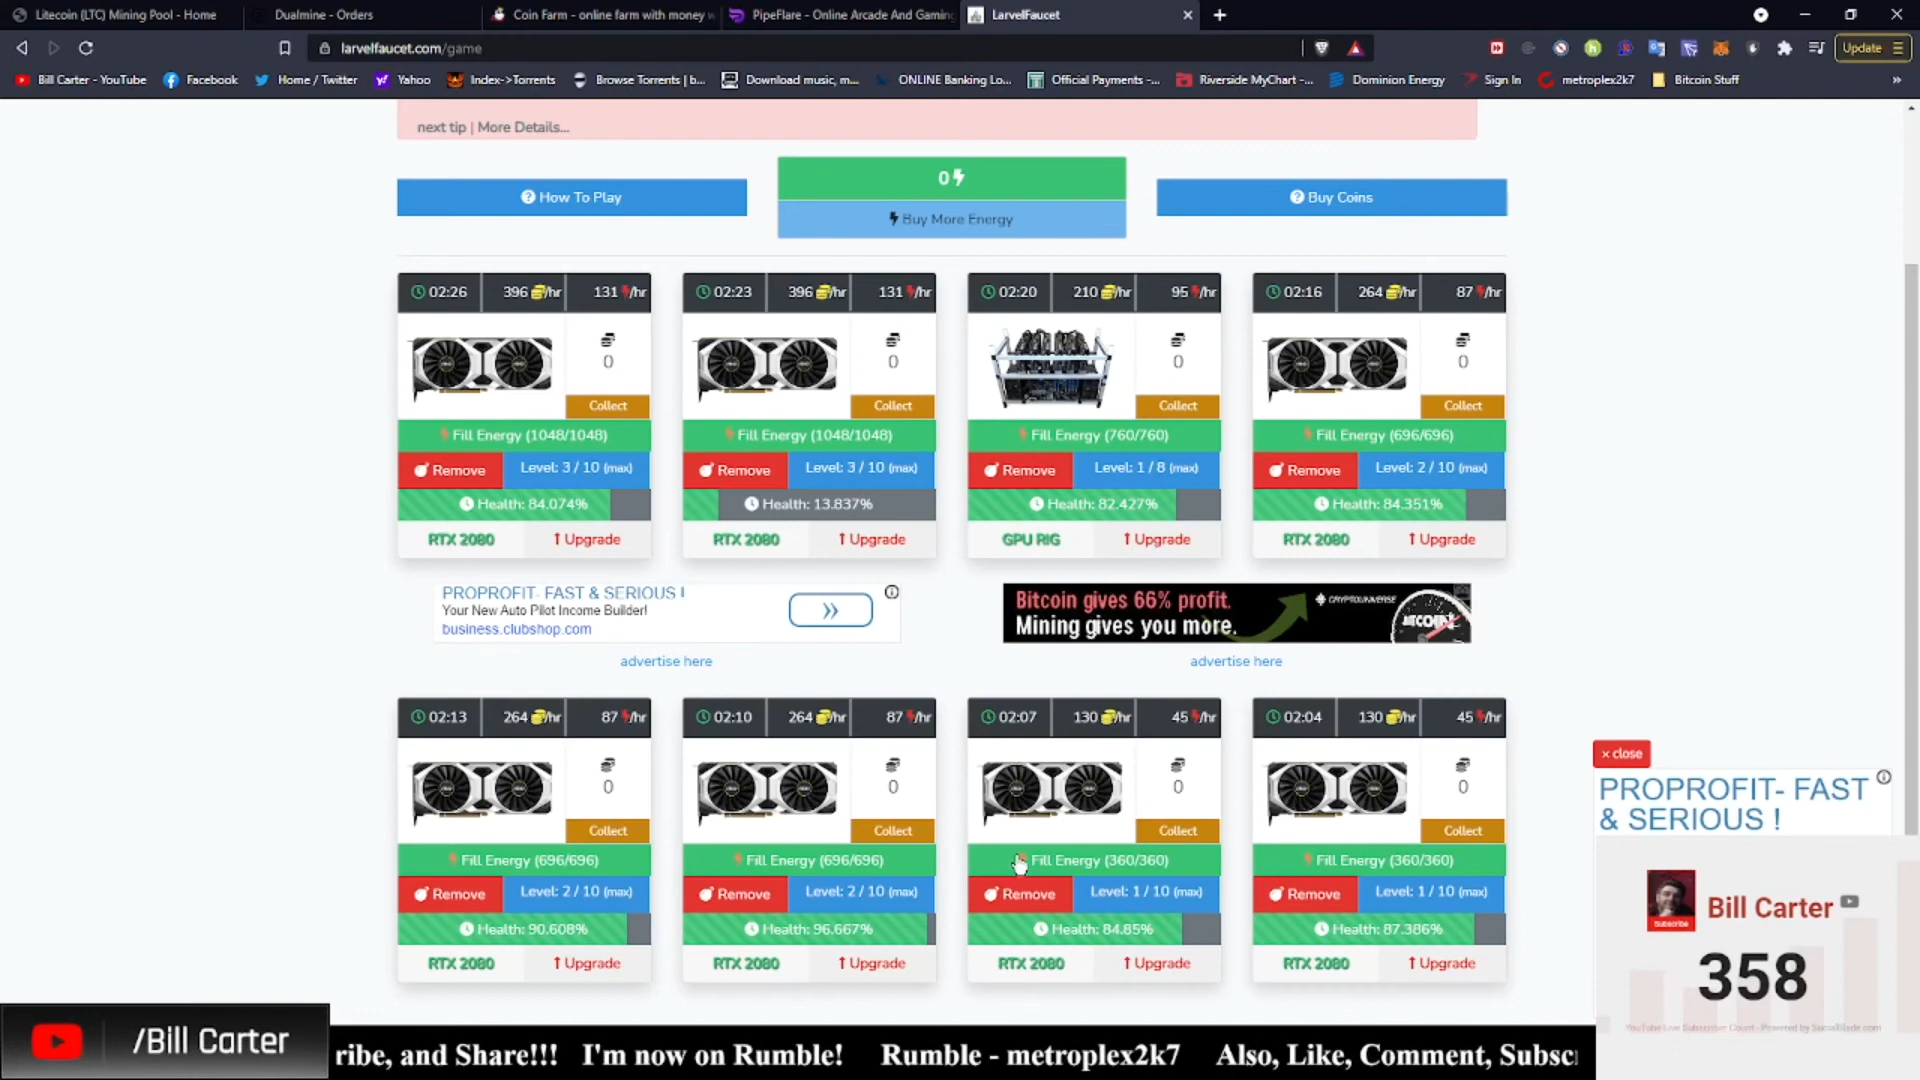 Litecoin (LTC) Mining Pool - Home
Dualmine - Orders
Coin Farm - online farm with money w
PipeFlare - Online Arcade And Gaming
LarvelFaucet
larvelfaucet.com/game
Update
Bill Carter - YouTube
Facebook
Home / Twitter
Yahoo
Index->Torrents
Browse Torrents | b...
Download music, m...
ONLINE Banking Lo...
Official Payments -...
Riverside MyChart -...
Dominion Energy
Sign In
metroplex2k7
Bitcoin Stuff
next tip | More Details...
How To Play
0
Buy More Energy
Buy Coins
02:26 396 /hr 131 /hr
0
Collect
Fill Energy (1048/1048)
Remove Level: 3 / 10 (max)
Health: 84.074%
RTX 2080 Upgrade
02:23 396 /hr 131 /hr
0
Collect
Fill Energy (1048/1048)
Remove Level: 3 / 10 (max)
Health: 13.837%
RTX 2080 Upgrade
02:20 210 /hr 95 /hr
0
Collect
Fill Energy (760/760)
Remove Level: 1 / 8 (max)
Health: 82.427%
GPU RIG Upgrade
02:16 264 /hr 87 /hr
0
Collect
Fill Energy (696/696)
Remove Level: 2 / 10 (max)
Health: 84.351%
RTX 2080 Upgrade
PROPROFIT- FAST & SERIOUS !
Your New Auto Pilot Income Builder!
business.clubshop.com
advertise here
Bitcoin gives 66% profit.
Mining gives you more.
CRYPTOUNIVERSE
BITCOIN
advertise here
02:13 264 /hr 87 /hr
0
Collect
Fill Energy (696/696)
Remove Level: 2 / 10 (max)
Health: 90.608%
RTX 2080 Upgrade
02:10 264 /hr 87 /hr
0
Collect
Fill Energy (696/696)
Remove Level: 2 / 10 (max)
Health: 96.667%
RTX 2080 Upgrade
02:07 130 /hr 45 /hr
0
Collect
Fill Energy (360/360)
Remove Level: 1 / 10 (max)
Health: 84.85%
RTX 2080 Upgrade
02:04 130 /hr 45 /hr
0
Collect
Fill Energy (360/360)
Remove Level: 1 / 10 (max)
Health: 87.386%
RTX 2080 Upgrade
× close
PROPROFIT- FAST
& SERIOUS !
Bill Carter
Subscribe
358
YouTube Live Subscriber Count - Powered by SocialBlade.com
/Bill Carter
ribe, and Share!!! I'm now on Rumble! Rumble - metroplex2k7 Also, Like, Comment, Subsc